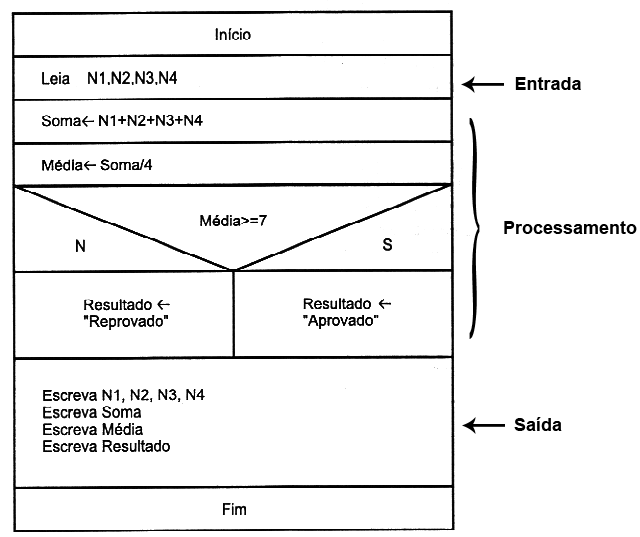 Início
Leia N1,N2,N3,N4
Entrada
Soma← N1+N2+N3+N4
Média← Soma/4
Média>=7
N
S
Processamento
Resultado ←
"Reprovado"
Resultado ←
"Aprovado"
Escreva N1, N2, N3, N4
Escreva Soma
Escreva Média
Escreva Resultado
Saída
Fim